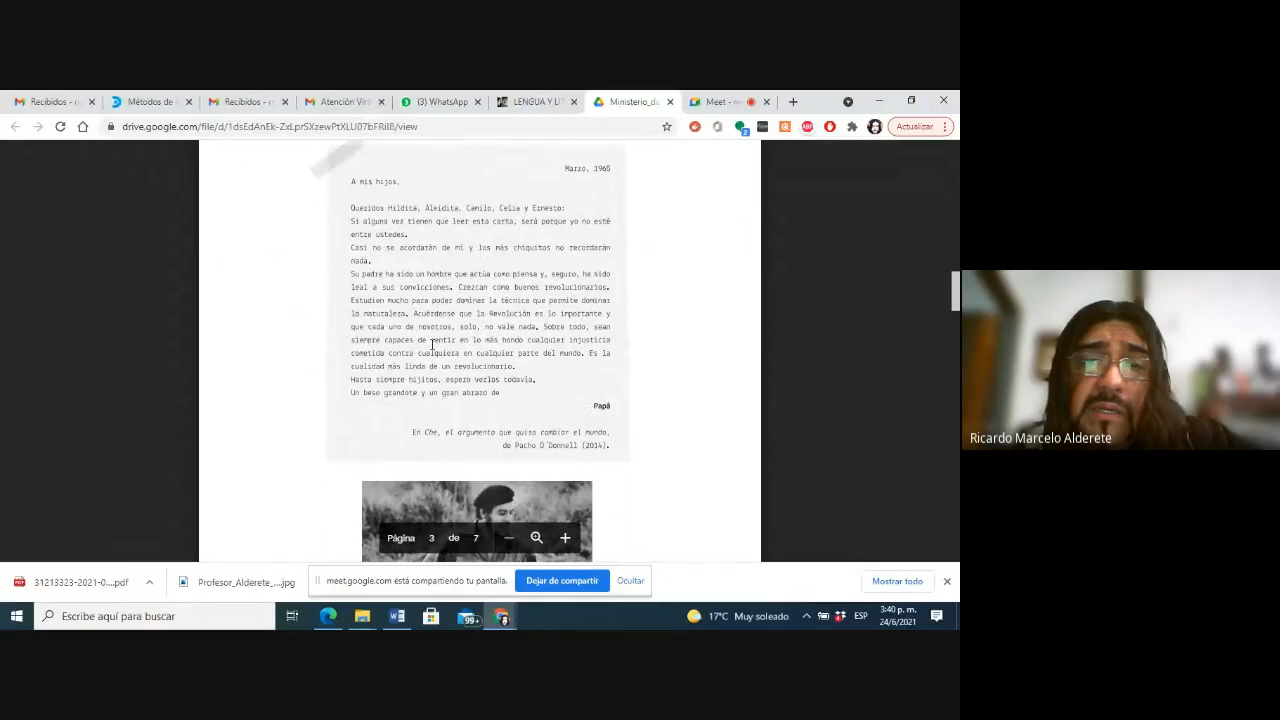 Recibidos - r
Métodos de
Recibidos - r
Atención Virt
(3) WhatsApp
LENGUA Y LIT
Ministerio_de
Meet - ne
drive.google.com/file/d/1dsEdAnEk-ZxLprSXzewPtXLU07bFRil8/view
Actualizar
Marzo, 1965
A mis hijos,
Queridos Hildita, Aleidita, Camilo, Celia y Ernesto:
Si alguna vez tienen que leer esta carta, será porque yo no esté
entre ustedes.
Casi no se acordarán de mí y los más chiquitos no recordarán
nada.
Su padre ha sido un hombre que actúa como piensa y, seguro, ha sido
leal a sus convicciones. Crezcan como buenos revolucionarios.
Estudien mucho para poder dominar la técnica que permite dominar
la naturaleza. Acuérdense que la Revolución es lo importante y
que cada uno de nosotros, solo, no vale nada. Sobre todo, sean
siempre capaces de sentir en lo más hondo cualquier injusticia
cometida contra cualquiera en cualquier parte del mundo. Es la
cualidad más linda de un revolucionario.
Hasta siempre hijitos, espero verlos todavía.
Un beso grandote y un gran abrazo de
Papá
En Che, el argumento que quiso cambiar el mundo,
de Pacho O'Donnell (2014).
Página 3 de 7
Ricardo Marcelo Alderete
31213323-2021-0....pdf
Profesor_Alderete_...jpg
meet.google.com está compartiendo tu pantalla.
Dejar de compartir
Ocultar
Mostrar todo
Escribe aquí para buscar
99+
17°C Muy soleado
ESP
3:40 p. m.
24/6/2021